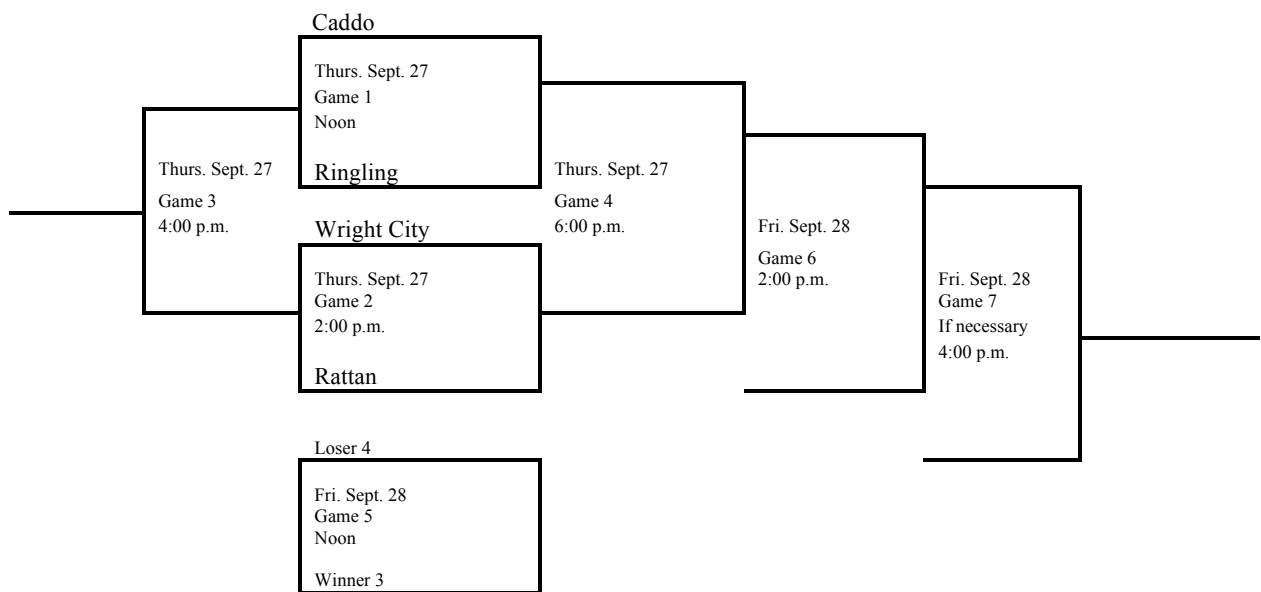 Caddo
Thurs. Sept. 27
Game 1
Noon
Ringling
Thurs. Sept. 27
Game 3
4:00 p.m.
Thurs. Sept. 27
Game 4
6:00 p.m.
Wright City
Thurs. Sept. 27
Game 2
2:00 p.m.
Rattan
Fri. Sept. 28
Game 6
2:00 p.m.
Fri. Sept. 28
Game 7
If necessary
4:00 p.m.
Loser 4
Fri. Sept. 28
Game 5
Noon
Winner 3